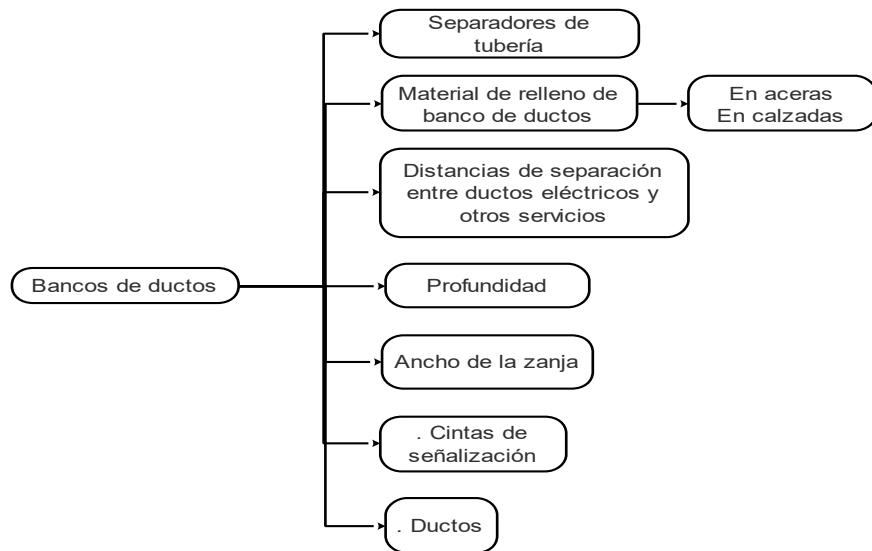 Separadores de
tubería
Material de relleno de
banco de ductos
En aceras
En calzadas
Distancias de separación
entre ductos eléctricos y
otros servicios
Bancos de ductos
Profundidad
Ancho de la zanja
. Cintas de
señalización
. Ductos